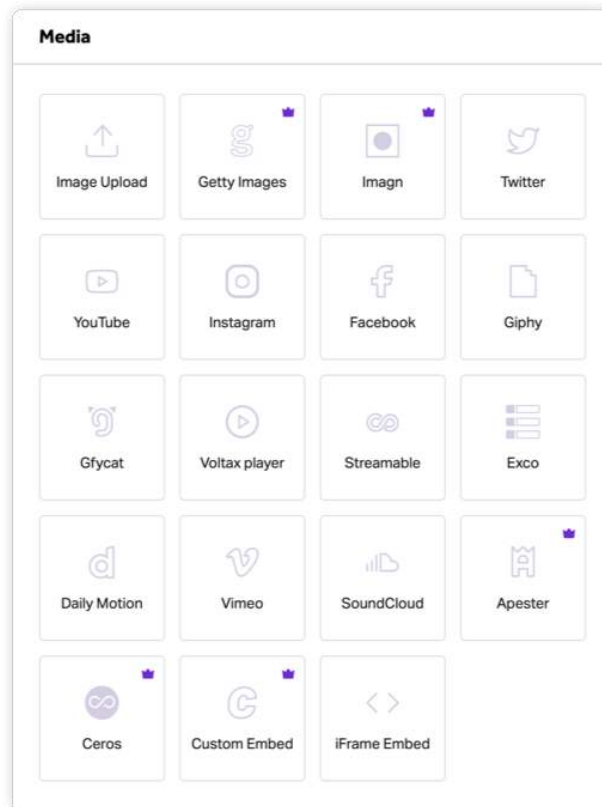 Media
Image Upload
Getty Images
Imagn
Twitter
YouTube
Instagram
Facebook
Giphy
Gfycat
Voltax player
Streamable
Exco
Daily Motion
Vimeo
SoundCloud
Apester
Ceros
Custom Embed
iFrame Embed